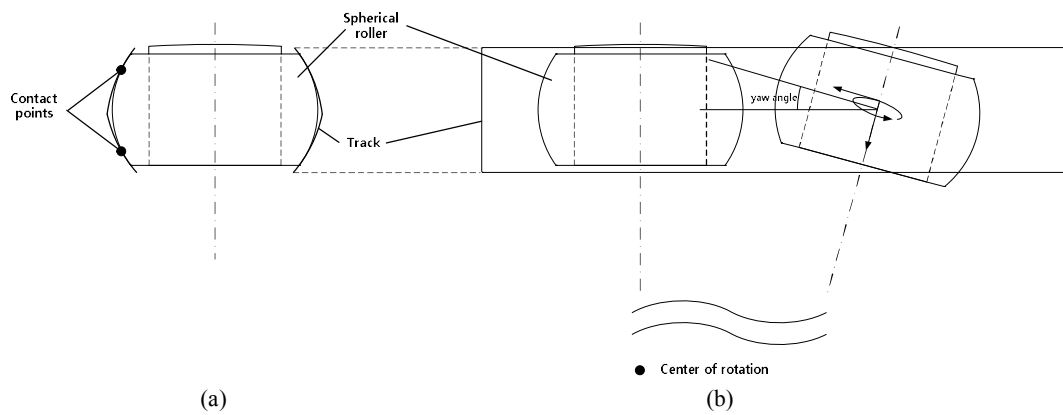 (a)
(b)
Spherical
roller
Contact
points
Track
yaw angle
Center of rotation
(a)
(b)